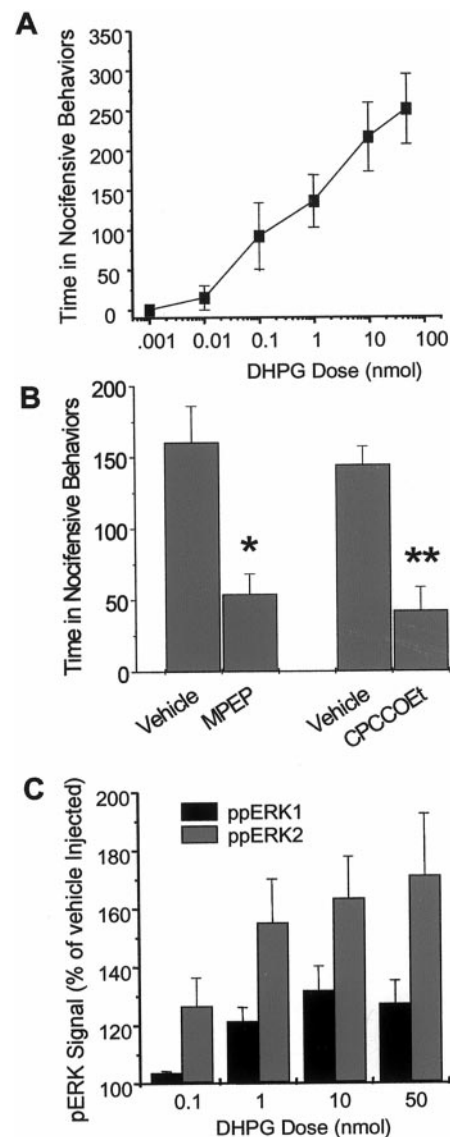 A
Time in Nocifensive Behaviors
350
300
250
200
150
100
50
0
.001 0.01 0.1 1 10 100
DHPG Dose (nmol)
B
Time in Nocifensive Behaviors
200
150
100
50
0
* **
Vehicle MPEP Vehicle CPCCOEt
C
ppERK1
ppERK2
pERK Signal (% of vehicle Injected)
200
180
160
140
120
100
0.1 1 10 50
DHPG Dose (nmol)